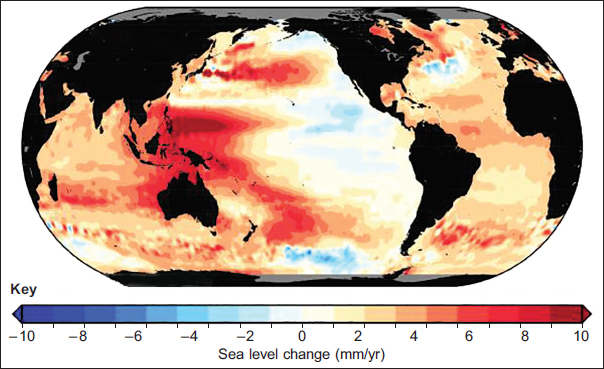 Key
–10 –8 –6 –4 –2 0 2 4 6 8 10
Sea level change (mm/yr)